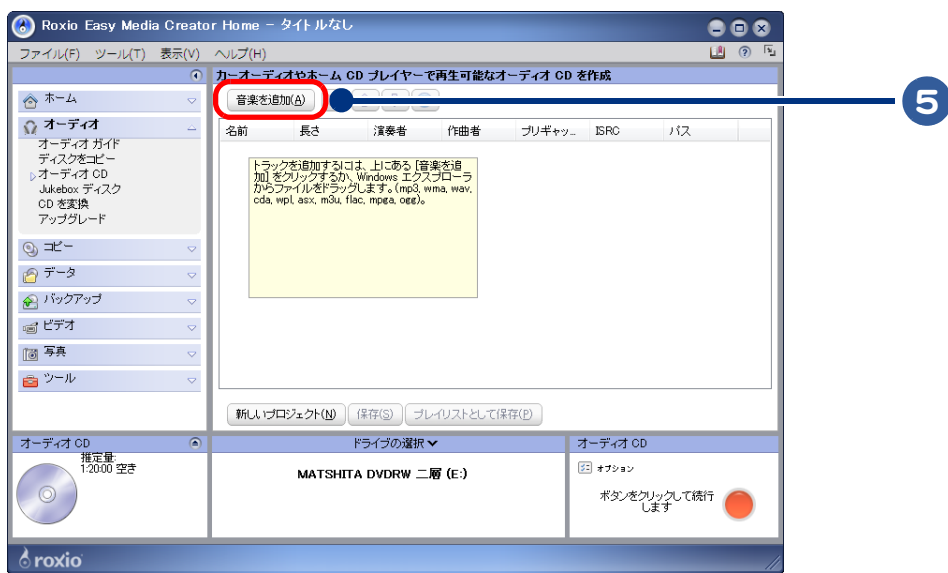 Roxio Easy Media Creator Home - タイトルなし
ファイル(F) ツール(T) 表示(V) ヘルプ(H)
カーオーディオやホーム CD プレイヤーで再生可能なオーディオ CD を作成
音楽を追加(A)
5
ホーム
オーディオ
オーディオ ガイド
ディスクをコピー
オーディオ CD
Jukebox ディスク
CD を変換
アップグレード
コピー
データ
バックアップ
ビデオ
写真
ツール
名前 長さ 演奏者 作曲者 プリギャッ... ISRC パス
トラックを追加するには、上にある [音楽を追
加] をクリックするか、Windows エクスプローラ
からファイルをドラッグします。(mp3, wma, wav,
cda, wpl, asx, m3u, flac, mpga, ogg)。
新しいプロジェクト(N) 保存(S) プレイリストとして保存(P)
オーディオ CD
推定量:
1:20:00 空き
ドライブの選択
MATSHITA DVDRW 二層 (E:)
オーディオ CD
オプション
ボタンをクリックして続行
します
roxio